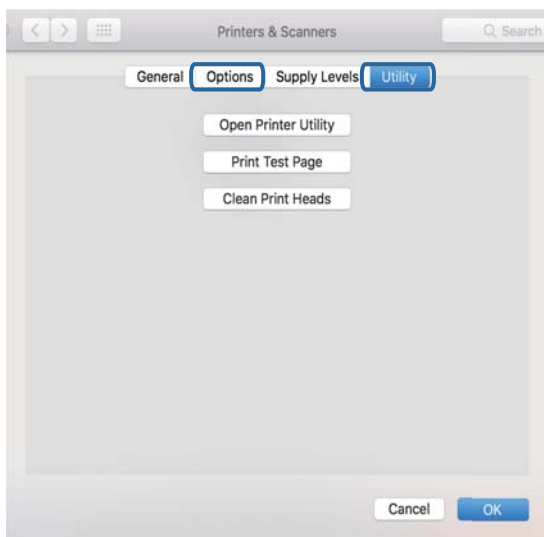 Printers & Scanners Search
General Options Supply Levels Utility
Open Printer Utility
Print Test Page
Clean Print Heads
Cancel OK